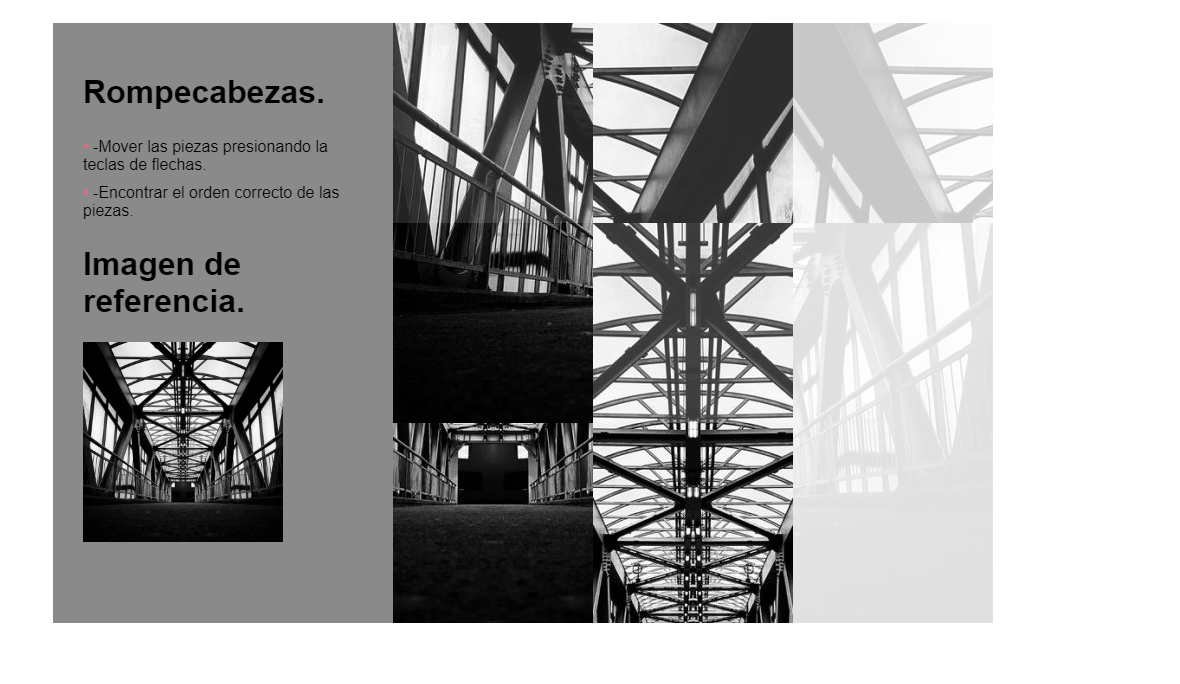 Rompecabezas.
• -Mover las piezas presionando la
teclas de flechas.
• -Encontrar el orden correcto de las
piezas.
Imagen de
referencia.